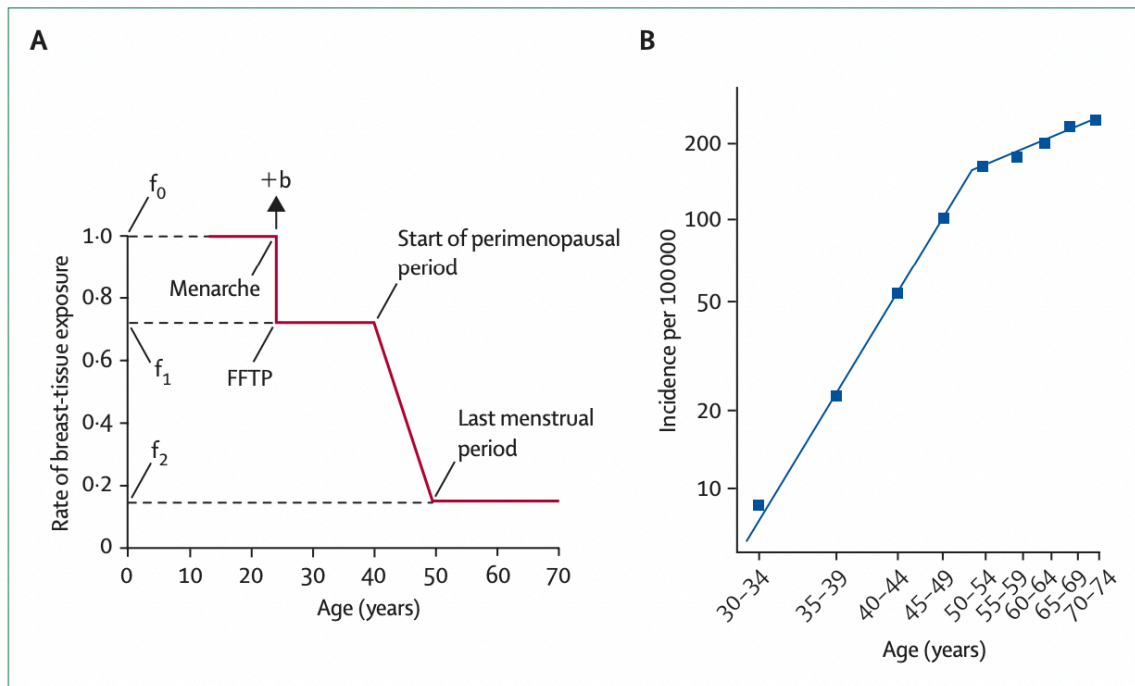 A
+b
f0
1·0
Start of perimenopausal
period
Menarche
0·8
f1
FFTP
0·6
0·4
Last menstrual
period
f2
0·2
0
Rate of breast-tissue exposure
0 10 20 30 40 50 60 70
Age (years)
B
200
100
50
20
10
Incidence per 100 000
30–34 35–39 40–44 45–49 50–54 55–59 60–64 65–69 70–74
Age (years)